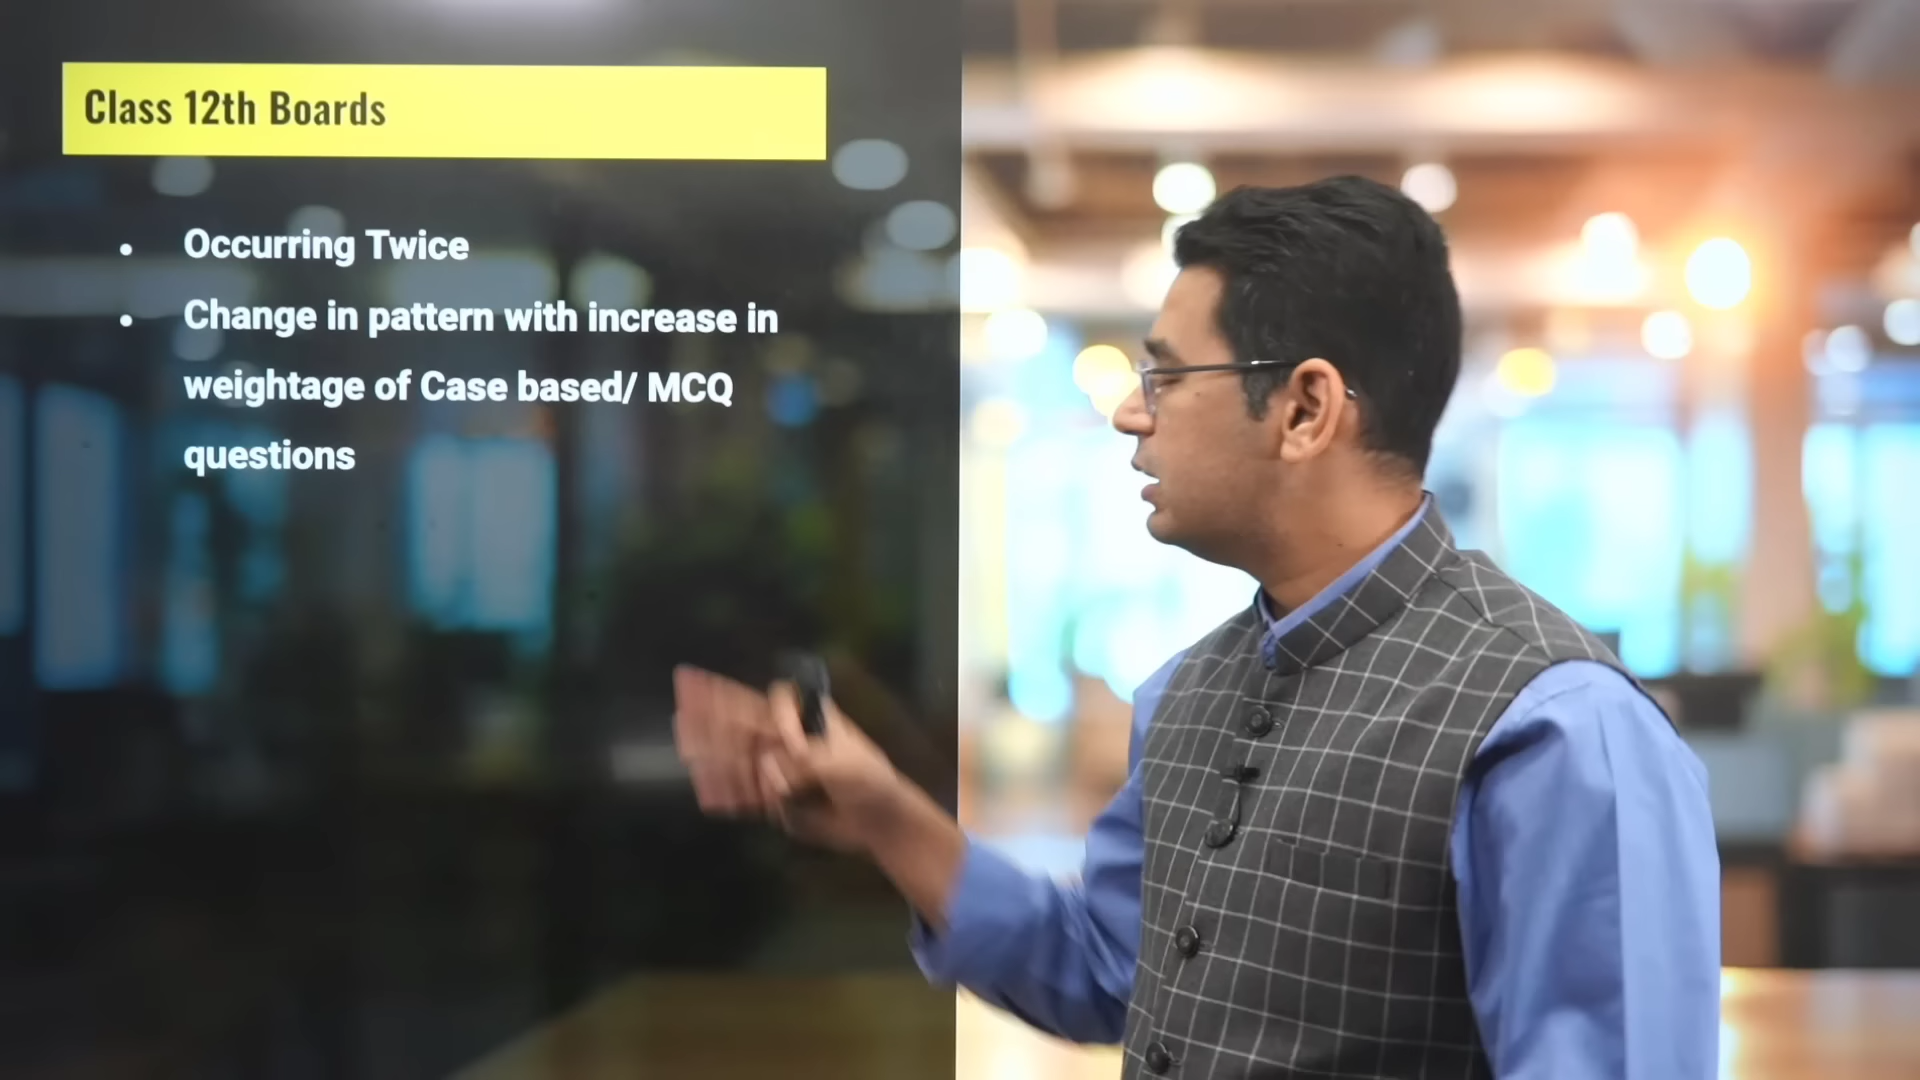 Class 12th Boards
• Occurring Twice
• Change in pattern with increase in
weightage of Case based/ MCQ
questions